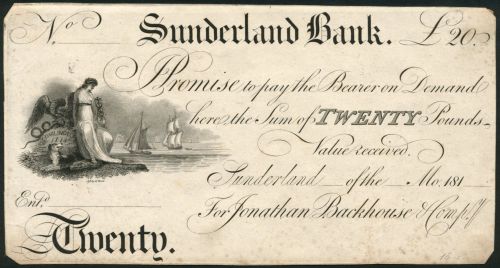 No Sunderland Bank. £20.
I Promise to pay the Bearer on Demand
here, the Sum of TWENTY Pounds
Value received.
Sunderland of the Mo. 181
Entd.
For Jonathan Backhouse & Compy
Twenty.